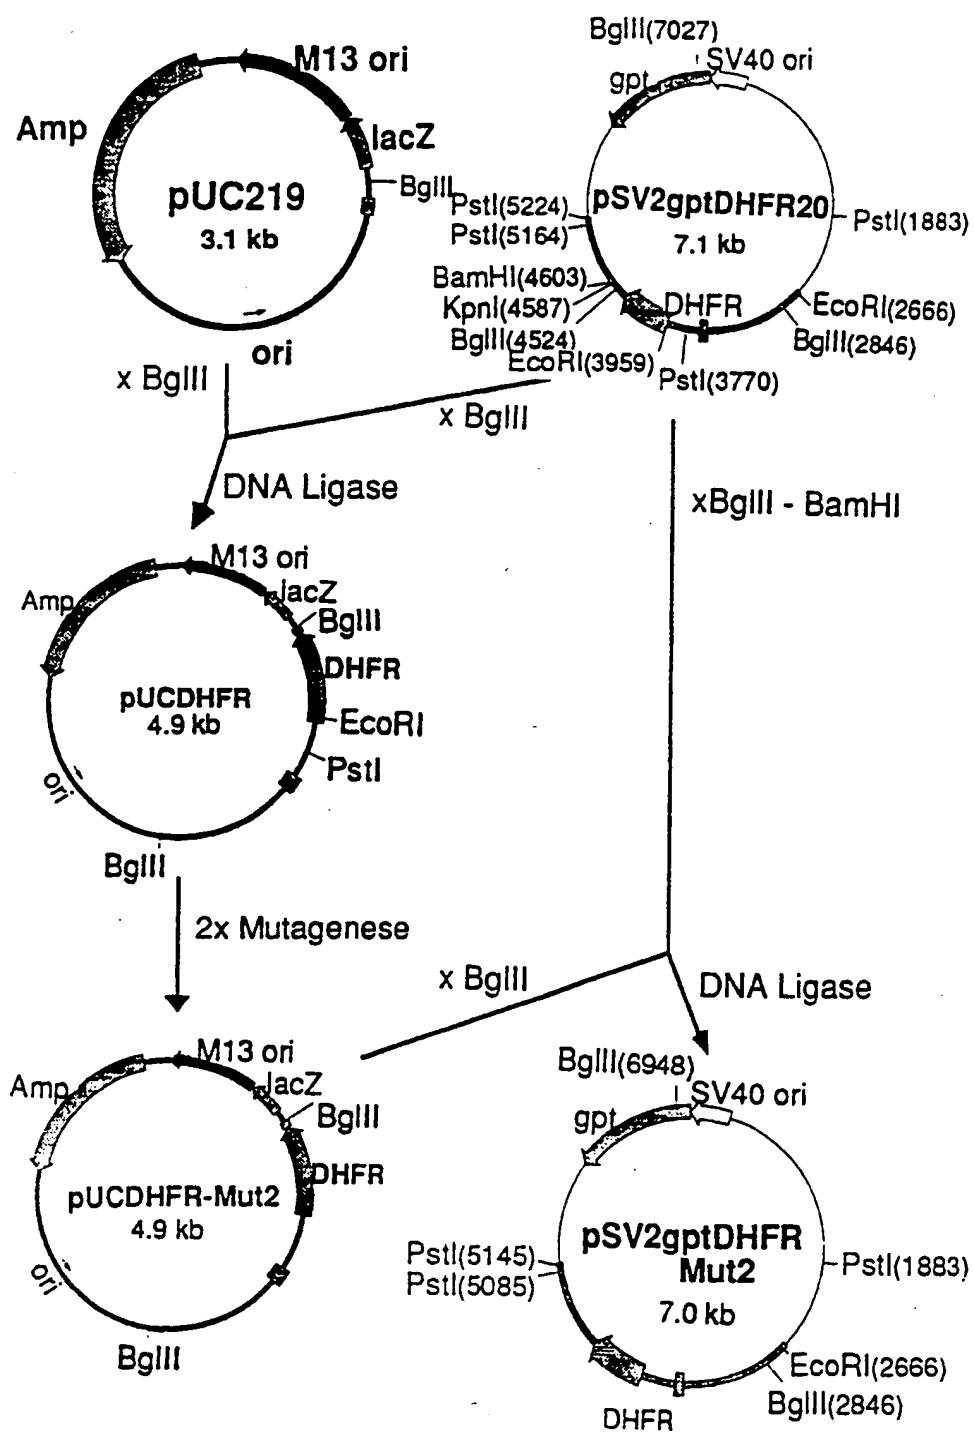 M13 ori
Amp
lacZ
BglII
pUC219
3.1 kb
ori
BglII(7027)
SV40 ori
gpt
PstI(5224)
PstI(5164)
pSV2gptDHFR20
7.1 kb
PstI(1883)
BamHI(4603)
KpnI(4587)
BglII(4524)
EcoRI(3959)
DHFR
EcoRI(2666)
BglII(2846)
PstI(3770)
x BglII
x BglII
DNA Ligase
xBglII - BamHI
M13 ori
Amp
lacZ
BglII
DHFR
pUCDHFR
4.9 kb
EcoRI
PstI
ori
BglII
2x Mutagenese
x BglII
DNA Ligase
M13 ori
Amp
lacZ
BglII
DHFR
pUCDHFR-Mut2
4.9 kb
ori
BglII
BglII(6948)
SV40 ori
gpt
pSV2gptDHFR
Mut2
7.0 kb
PstI(5145)
PstI(5085)
PstI(1883)
EcoRI(2666)
BglII(2846)
DHFR